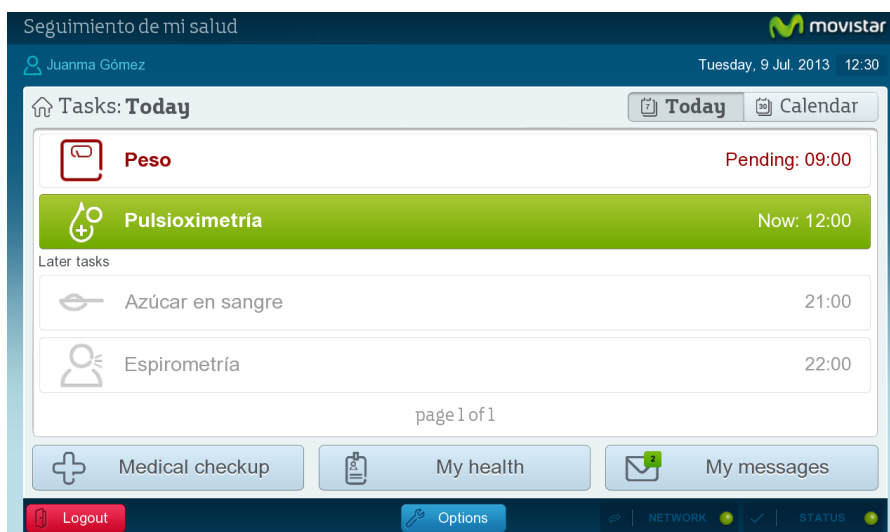 Seguimiento de mi salud
movistar
Juanma Gómez
Tuesday, 9 Jul. 2013 12:30
Tasks: Today
7 Today
30 Calendar
Peso
Pending: 09:00
Pulsioximetría
Now: 12:00
Later tasks
Azúcar en sangre
21:00
Espirometría
22:00
page 1 of 1
Medical checkup
My health
2
My messages
Logout
Options
NETWORK
STATUS